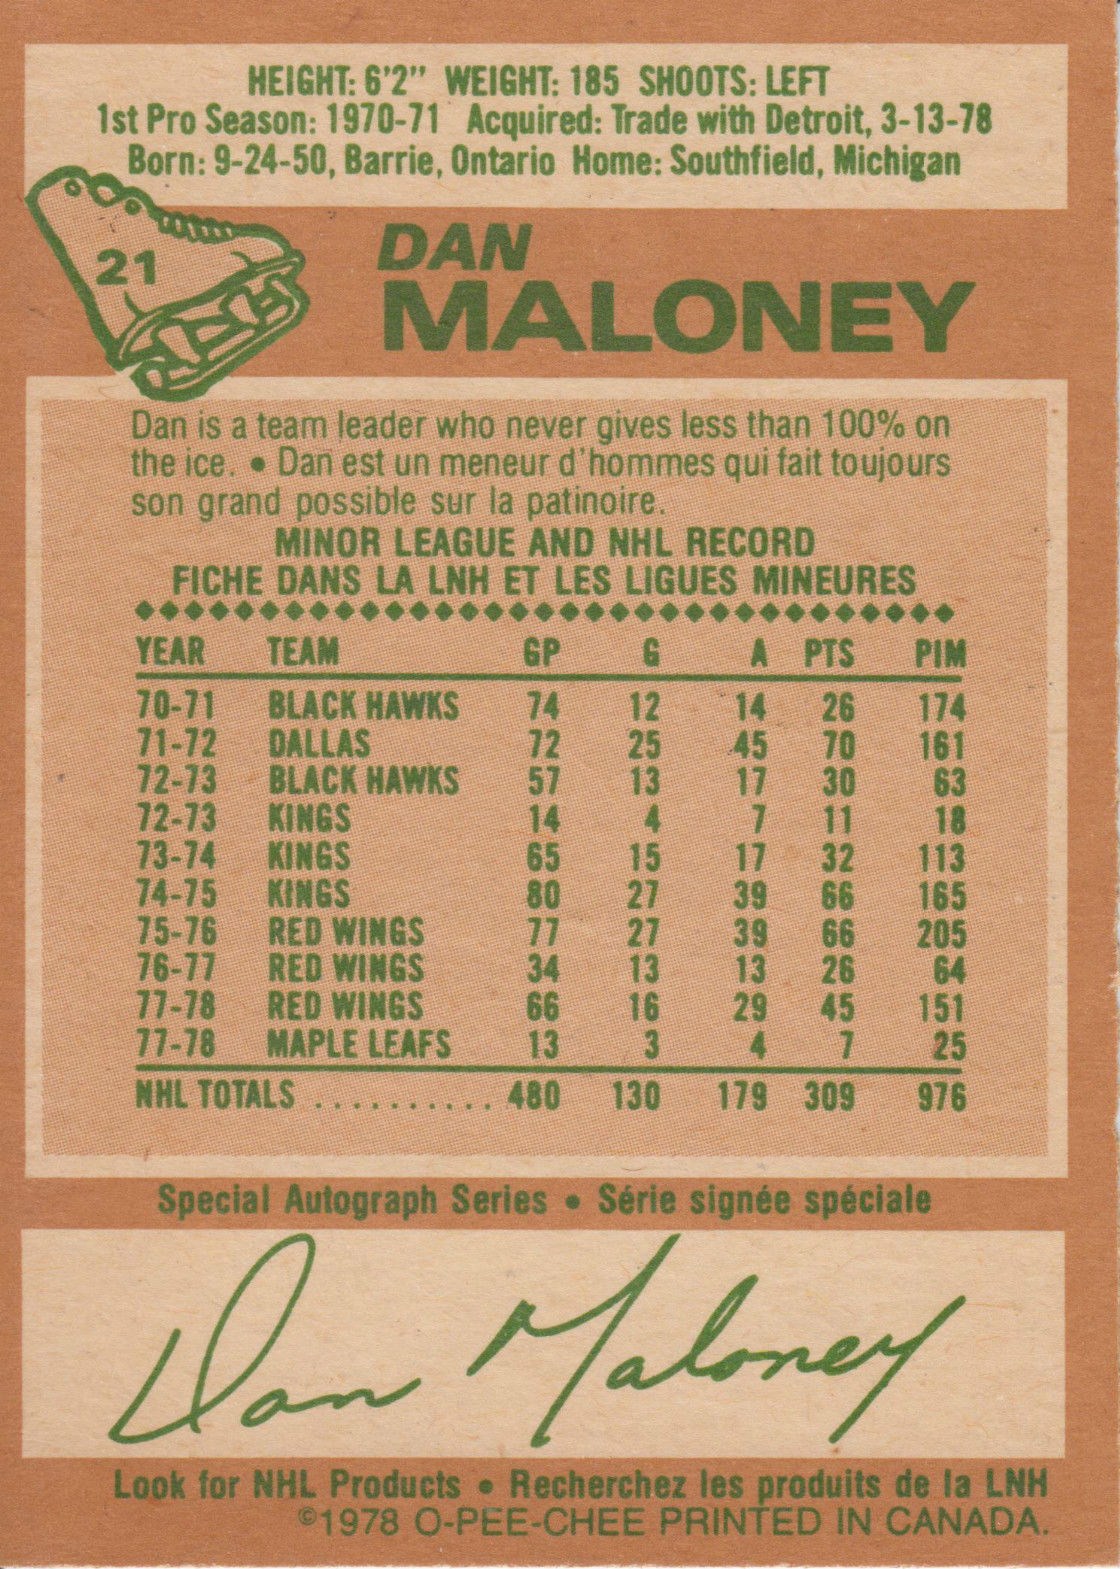 HEIGHT: 6'2" WEIGHT: 185 SHOOTS: LEFT
1st Pro Season: 1970-71 Acquired: Trade with Detroit, 3-13-78
Born: 9-24-50, Barrie, Ontario Home: Southfield, Michigan
21
DAN
MALONEY
Dan is a team leader who never gives less than 100% on
the ice. • Dan est un meneur d'hommes qui fait toujours
son grand possible sur la patinoire.
MINOR LEAGUE AND NHL RECORD
FICHE DANS LA LNH ET LES LIGUES MINEURES
YEAR TEAM GP G A PTS PIM
70-71 BLACK HAWKS 74 12 14 26 174
71-72 DALLAS 72 25 45 70 161
72-73 BLACK HAWKS 57 13 17 30 63
72-73 KINGS 14 4 7 11 18
73-74 KINGS 65 15 17 32 113
74-75 KINGS 80 27 39 66 165
75-76 RED WINGS 77 27 39 66 205
76-77 RED WINGS 34 13 13 26 64
77-78 RED WINGS 66 16 29 45 151
77-78 MAPLE LEAFS 13 3 4 7 25
NHL TOTALS .......... 480 130 179 309 976
Special Autograph Series • Série signée spéciale
Dan Maloney
Look for NHL Products • Recherchez les produits de la LNH
©1978 O-PEE-CHEE PRINTED IN CANADA.